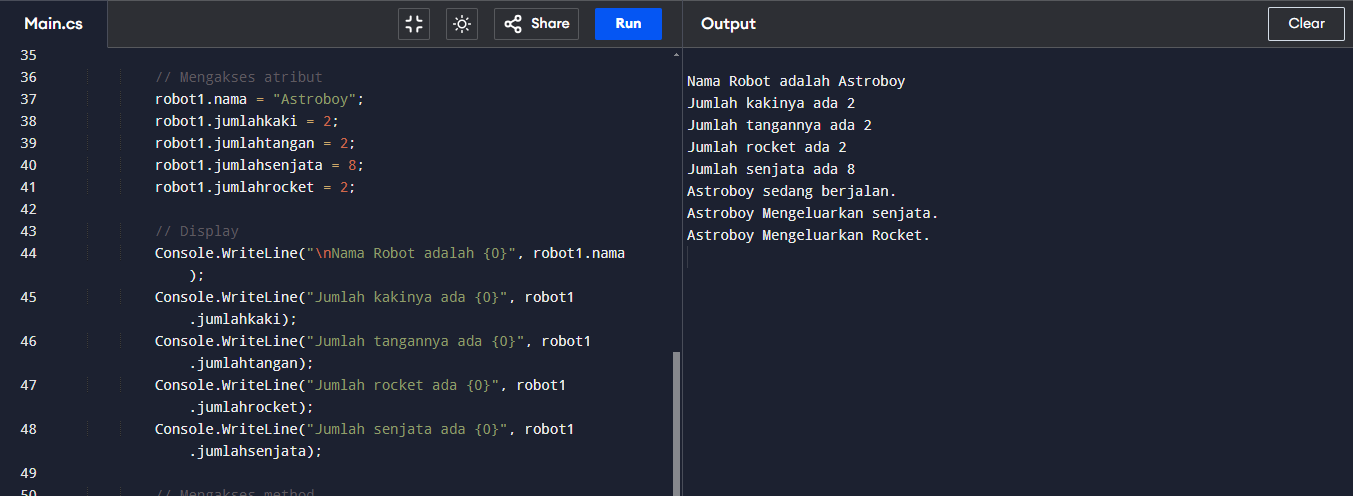 Main.cs
Share
Run
Output
Clear
35
36 // Mengakses atribut
37 robot1.nama = "Astroboy";
38 robot1.jumlahkaki = 2;
39 robot1.jumlahtangan = 2;
40 robot1.jumlahsenjata = 8;
41 robot1.jumlahrocket = 2;
42
43 // Display
44 Console.WriteLine("\nNama Robot adalah {0}", robot1.nama
);
45 Console.WriteLine("Jumlah kakinya ada {0}", robot1
.jumlahkaki);
46 Console.WriteLine("Jumlah tangannya ada {0}", robot1
.jumlahtangan);
47 Console.WriteLine("Jumlah rocket ada {0}", robot1
.jumlahrocket);
48 Console.WriteLine("Jumlah senjata ada {0}", robot1
.jumlahsenjata);
49
50 // Mengakses method
Nama Robot adalah Astroboy
Jumlah kakinya ada 2
Jumlah tangannya ada 2
Jumlah rocket ada 2
Jumlah senjata ada 8
Astroboy sedang berjalan.
Astroboy Mengeluarkan senjata.
Astroboy Mengeluarkan Rocket.